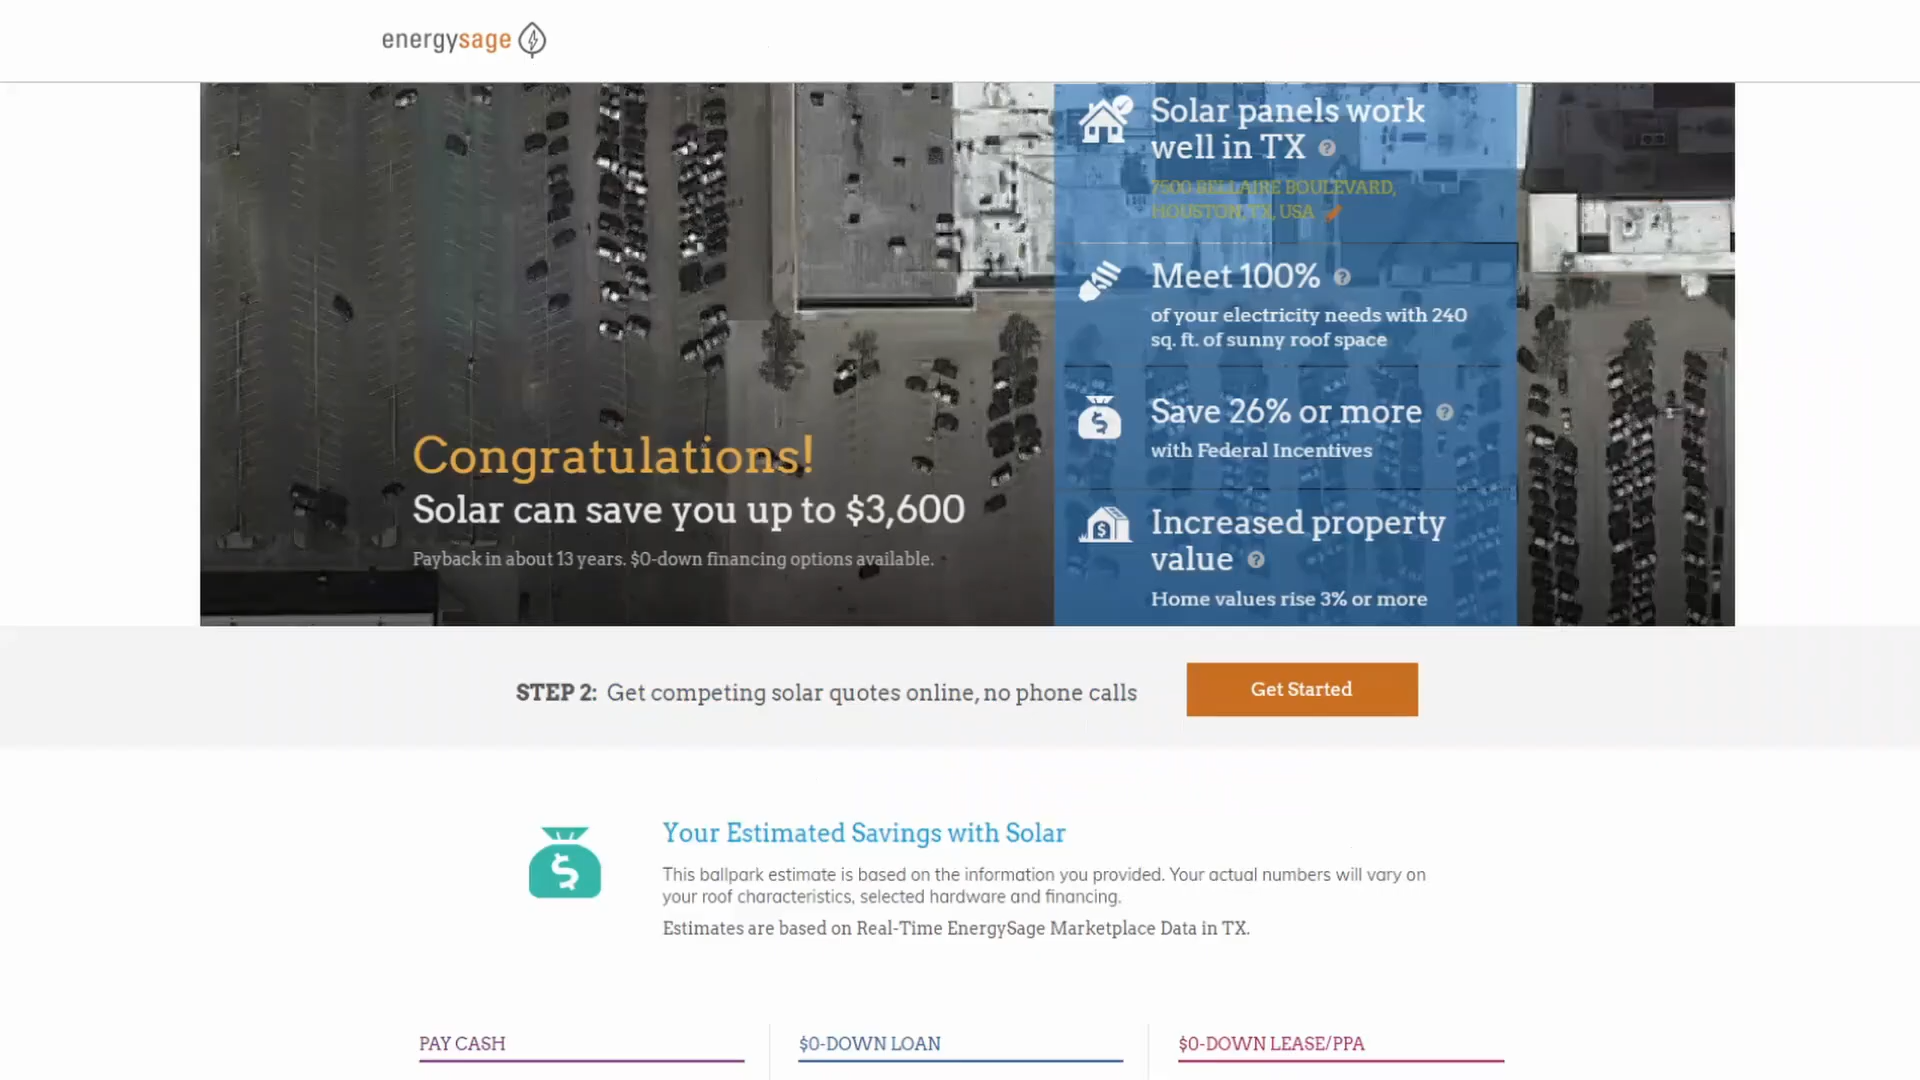 energysage
Solar panels work
well in TX ?
7500 BELLAIRE BOULEVARD,
HOUSTON, TX, USA
Meet 100% ?
of your electricity needs with 240
sq. ft. of sunny roof space
Save 26% or more ?
with Federal Incentives
Congratulations!
Solar can save you up to $3,600
Payback in about 13 years. $0-down financing options available.
Increased property
value ?
Home values rise 3% or more
STEP 2: Get competing solar quotes online, no phone calls
Get Started
Your Estimated Savings with Solar
This ballpark estimate is based on the information you provided. Your actual numbers will vary on
your roof characteristics, selected hardware and financing.
Estimates are based on Real-Time EnergySage Marketplace Data in TX.
PAY CASH
$0-DOWN LOAN
$0-DOWN LEASE/PPA